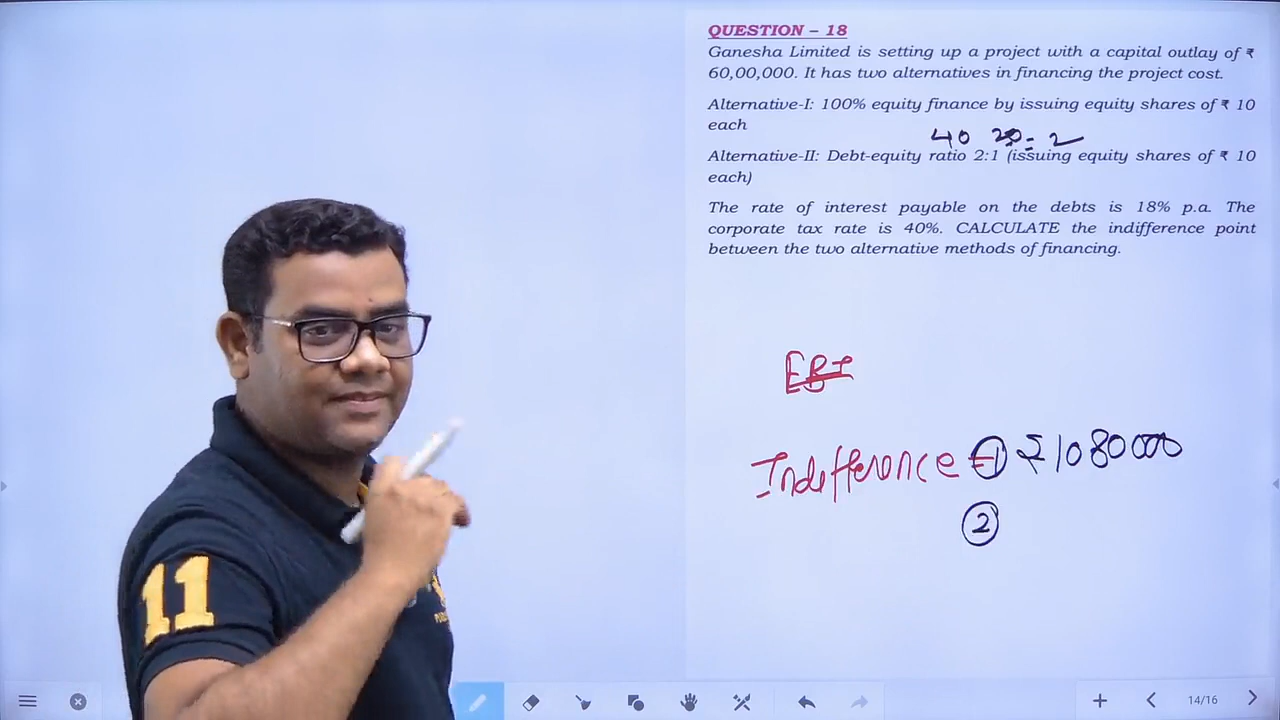 QUESTION – 18
Ganesha Limited is setting up a project with a capital outlay of ₹
60,00,000. It has two alternatives in financing the project cost.
Alternative-I: 100% equity finance by issuing equity shares of ₹ 10
each
40 20 = 2
Alternative-II: Debt-equity ratio 2:1 (issuing equity shares of ₹ 10
each)
The rate of interest payable on the debts is 18% p.a. The
corporate tax rate is 40%. CALCULATE the indifference point
between the two alternative methods of financing.
EBI
Indefference = 1 ₹1080000
2
11
14/16